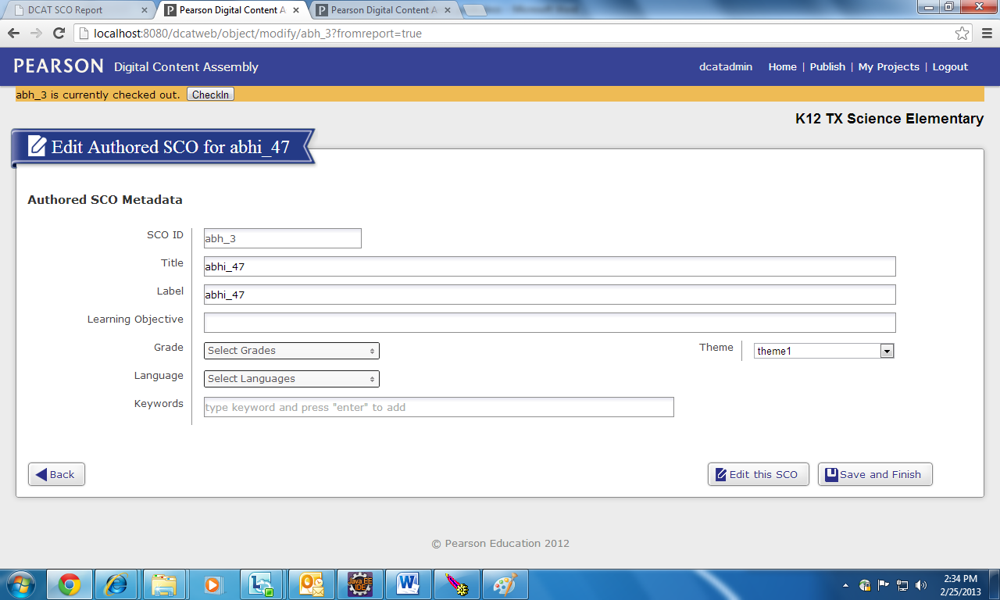 DCAT SCO Report
Pearson Digital Content A
Pearson Digital Content A
localhost:8080/dcatweb/object/modify/abh_3?fromreport=true
PEARSON Digital Content Assembly
dcatadmin Home | Publish | My Projects | Logout
abh_3 is currently checked out. CheckIn
K12 TX Science Elementary
Edit Authored SCO for abhi_47
Authored SCO Metadata
SCO ID abh_3
Title abhi_47
Label abhi_47
Learning Objective
Grade Select Grades Theme theme1
Language Select Languages
Keywords type keyword and press "enter" to add
Back Edit this SCO Save and Finish
© Pearson Education 2012
Java EE
IDE
2:34 PM
2/25/2013